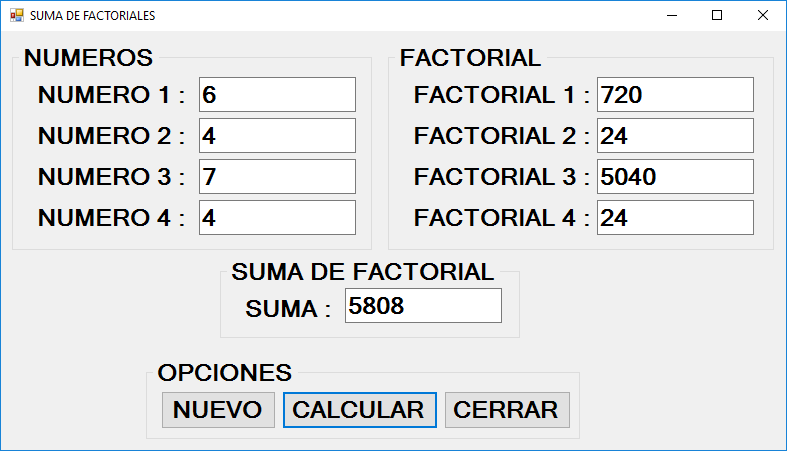 SUMA DE FACTORIALES
NUMEROS
NUMERO 1 : 6
NUMERO 2 : 4
NUMERO 3 : 7
NUMERO 4 : 4
FACTORIAL
FACTORIAL 1 : 720
FACTORIAL 2 : 24
FACTORIAL 3 : 5040
FACTORIAL 4 : 24
SUMA DE FACTORIAL
SUMA : 5808
OPCIONES
NUEVO CALCULAR CERRAR